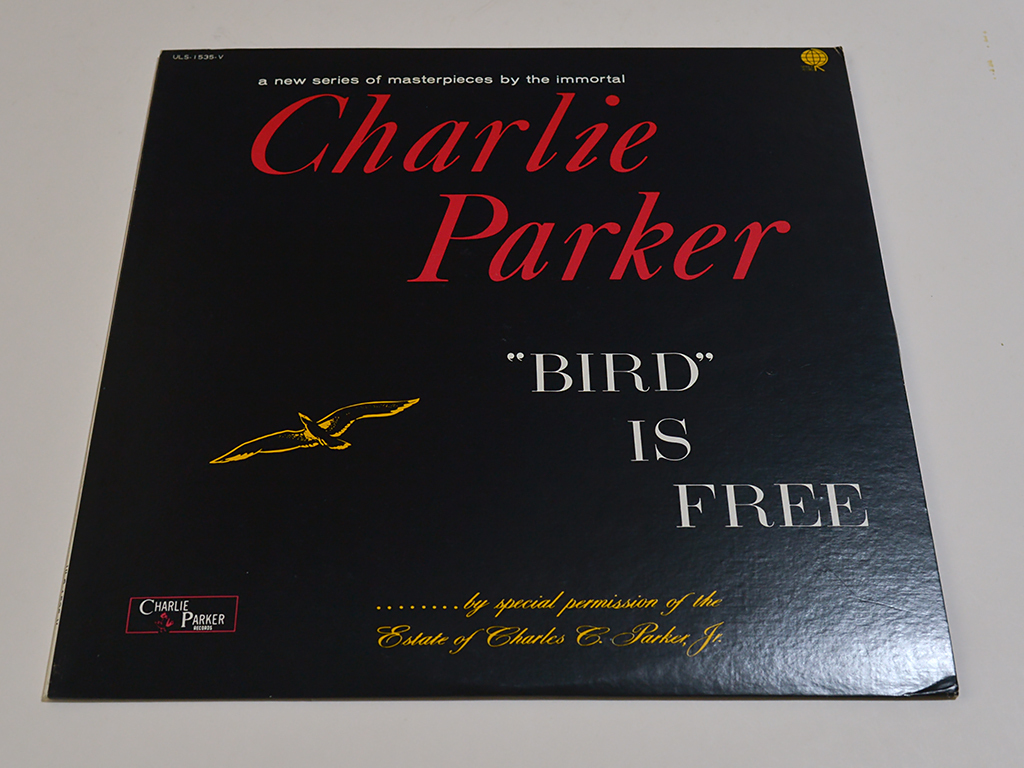 ULS-1535-V
a new series of masterpieces by the immortal
Charlie
Parker
“BIRD”
IS
FREE
CHARLIE
PARKER
RECORDS
........by special permission of the
Estate of Charles C. Parker, Jr.